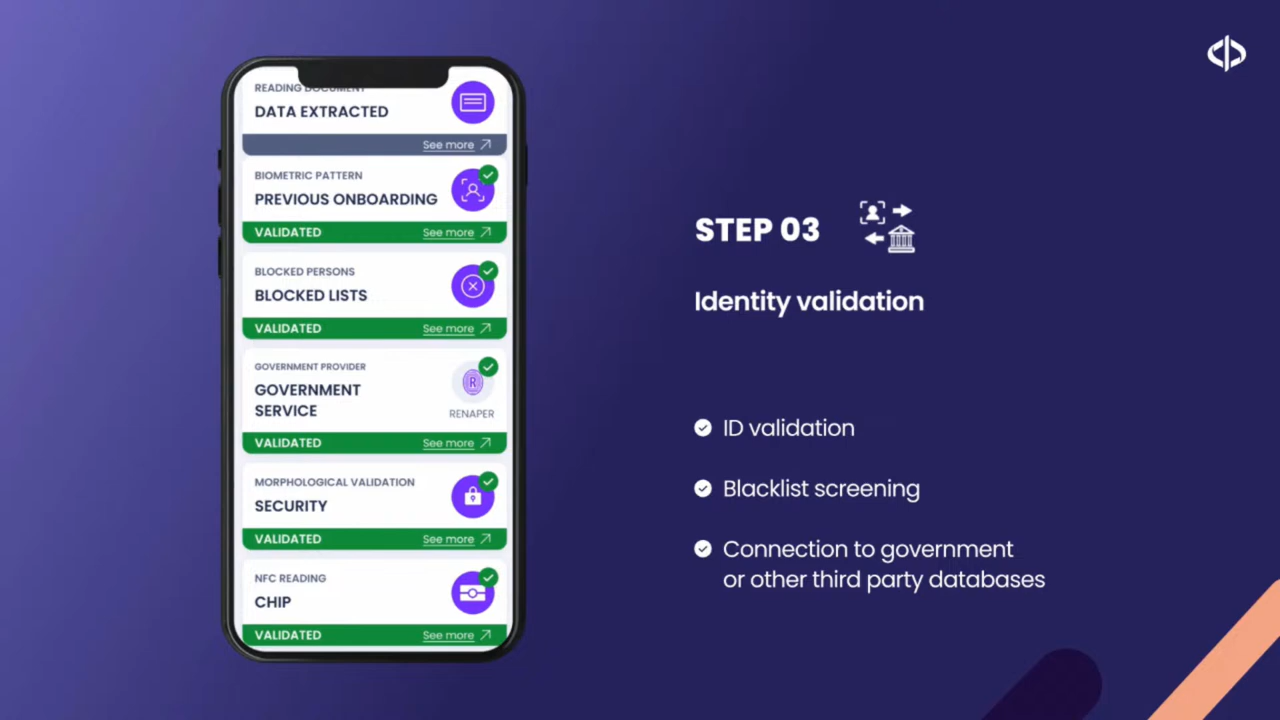 READING DOCUMENT
DATA EXTRACTED
See more
BIOMETRIC PATTERN
PREVIOUS ONBOARDING
VALIDATED See more
BLOCKED PERSONS
BLOCKED LISTS
VALIDATED See more
GOVERNMENT PROVIDER
GOVERNMENT
SERVICE
R
RENAPER
VALIDATED See more
MORPHOLOGICAL VALIDATION
SECURITY
VALIDATED See more
NFC READING
CHIP
VALIDATED See more
STEP 03
Identity validation
ID validation
Blacklist screening
Connection to government
or other third party databases